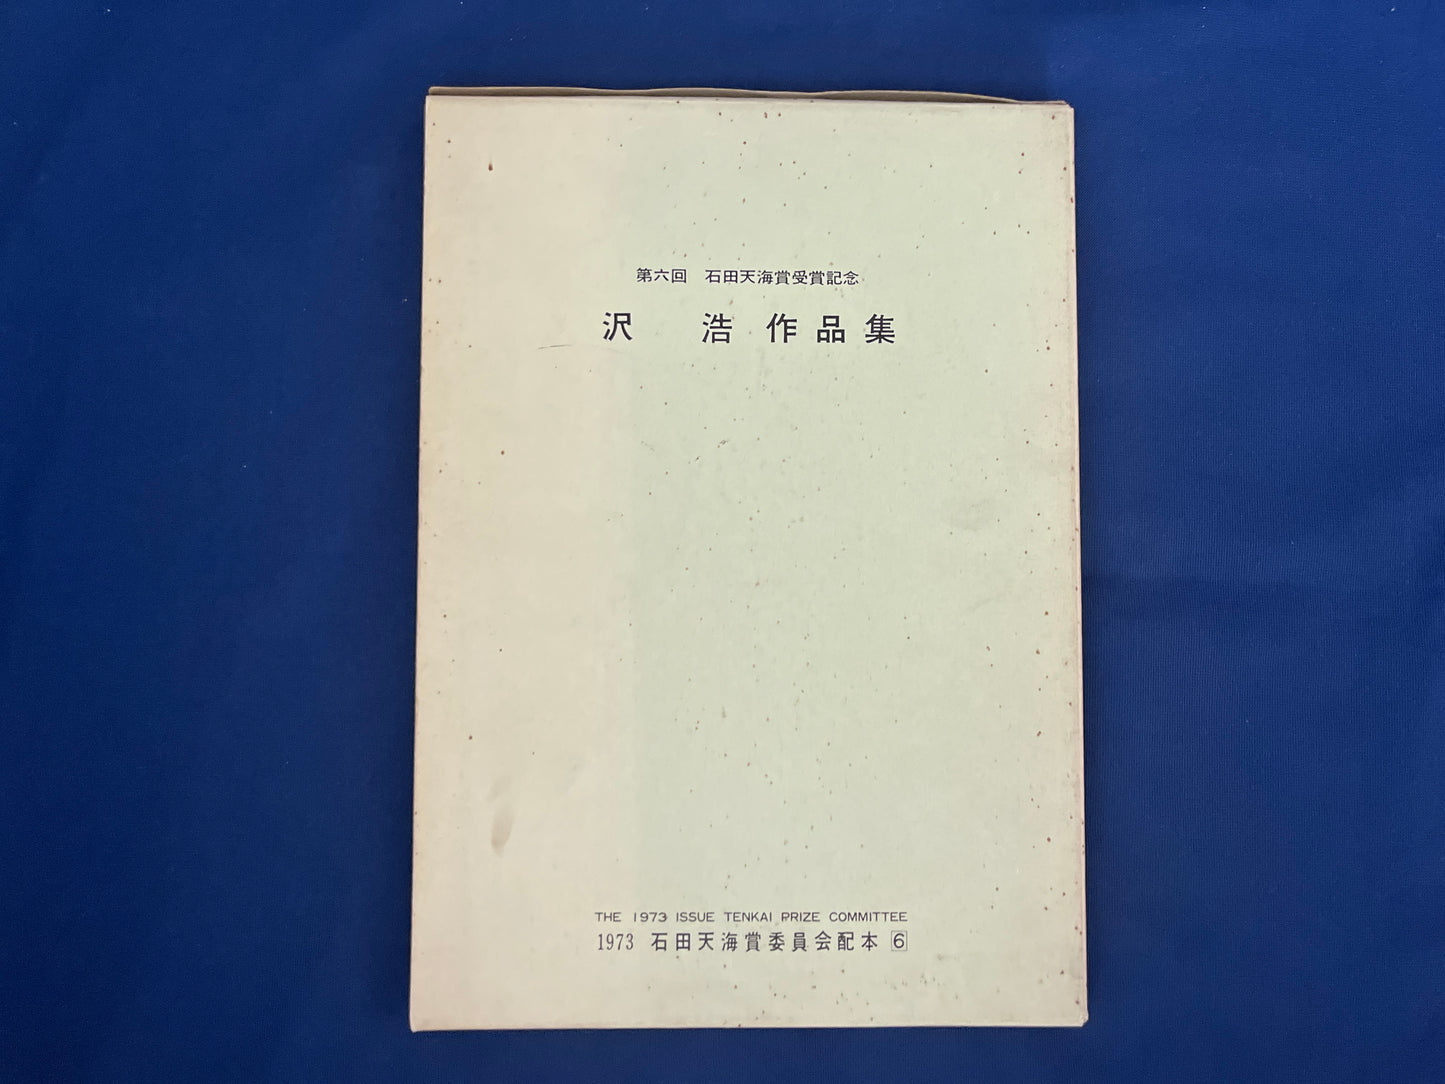 第六回　石田天海賞受賞記念
沢　浩 作品集
THE 1973 ISSUE TENKAI PRIZE COMMITTEE
1973 石田天海賞委員会配本 6